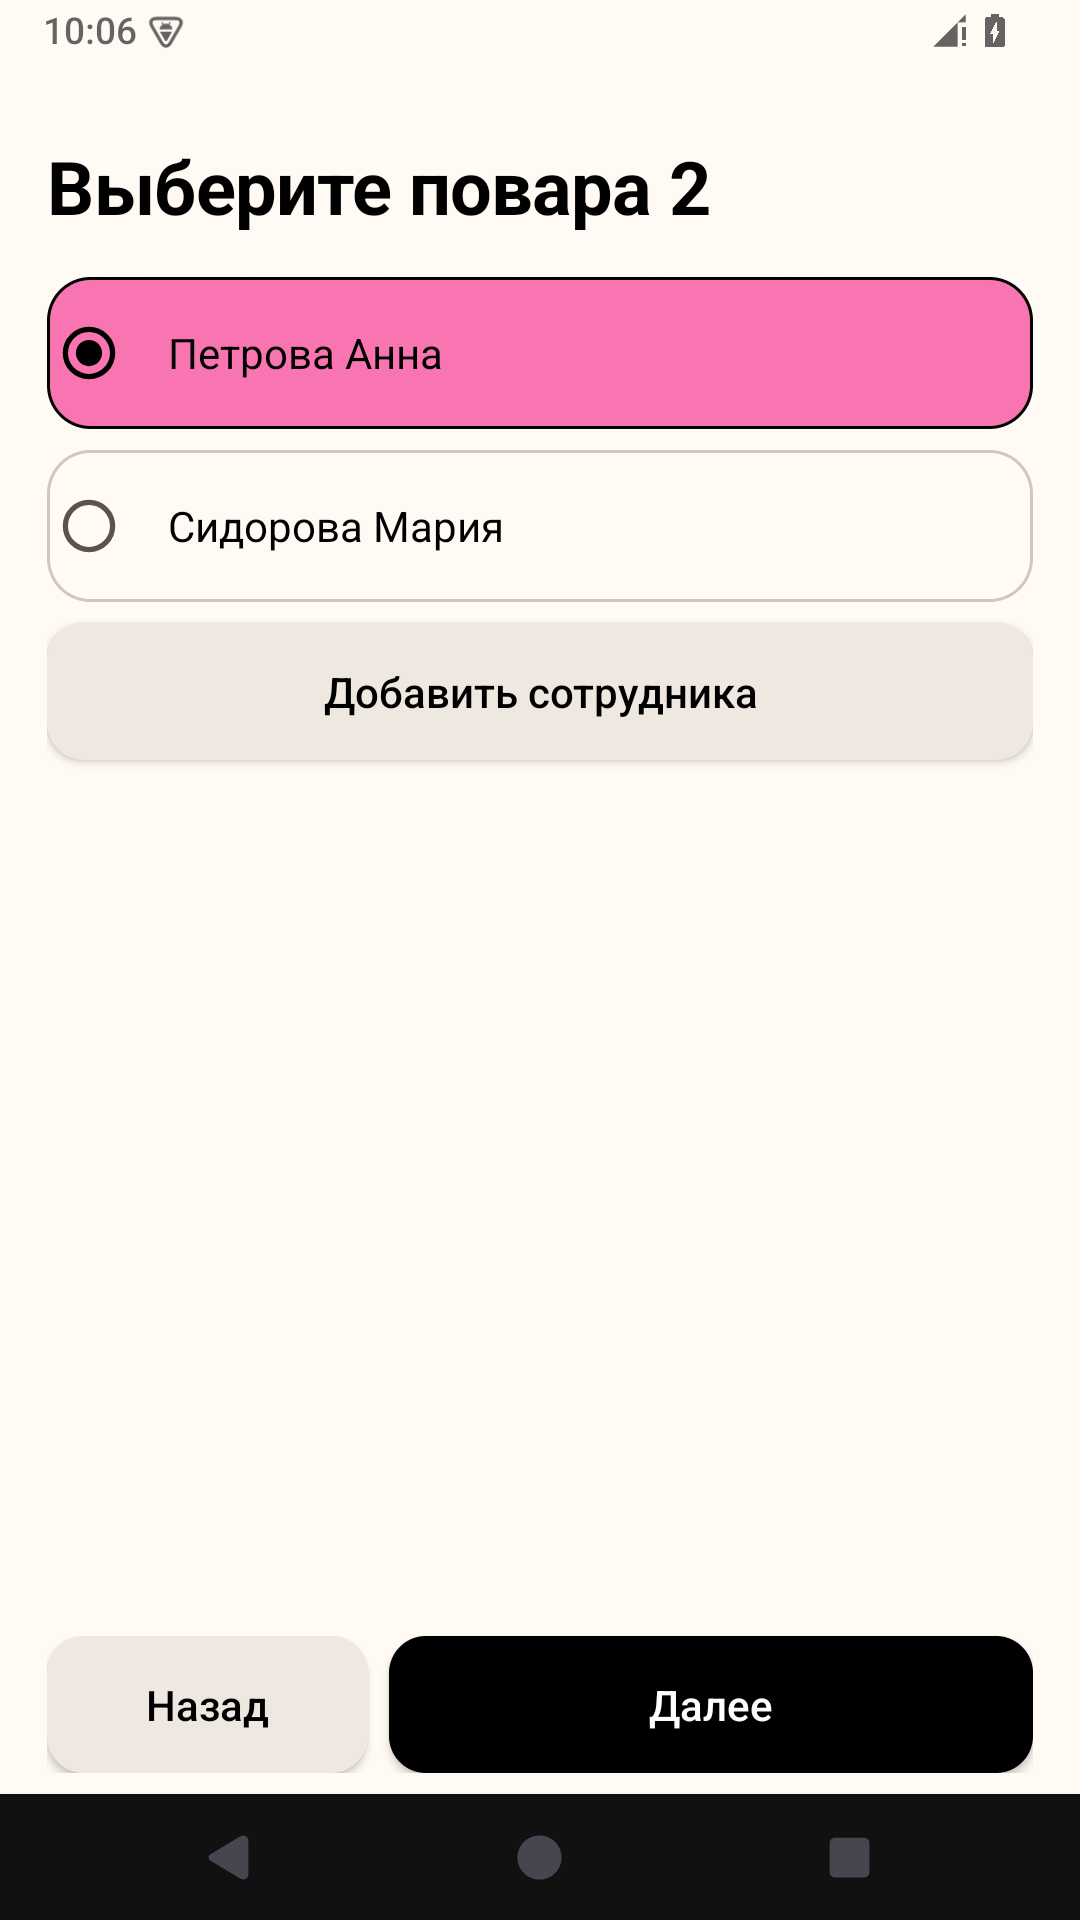 10:06
Выберите повара 2
Петрова Анна
Сидорова Мария
Добавить сотрудника
Назад
Далее